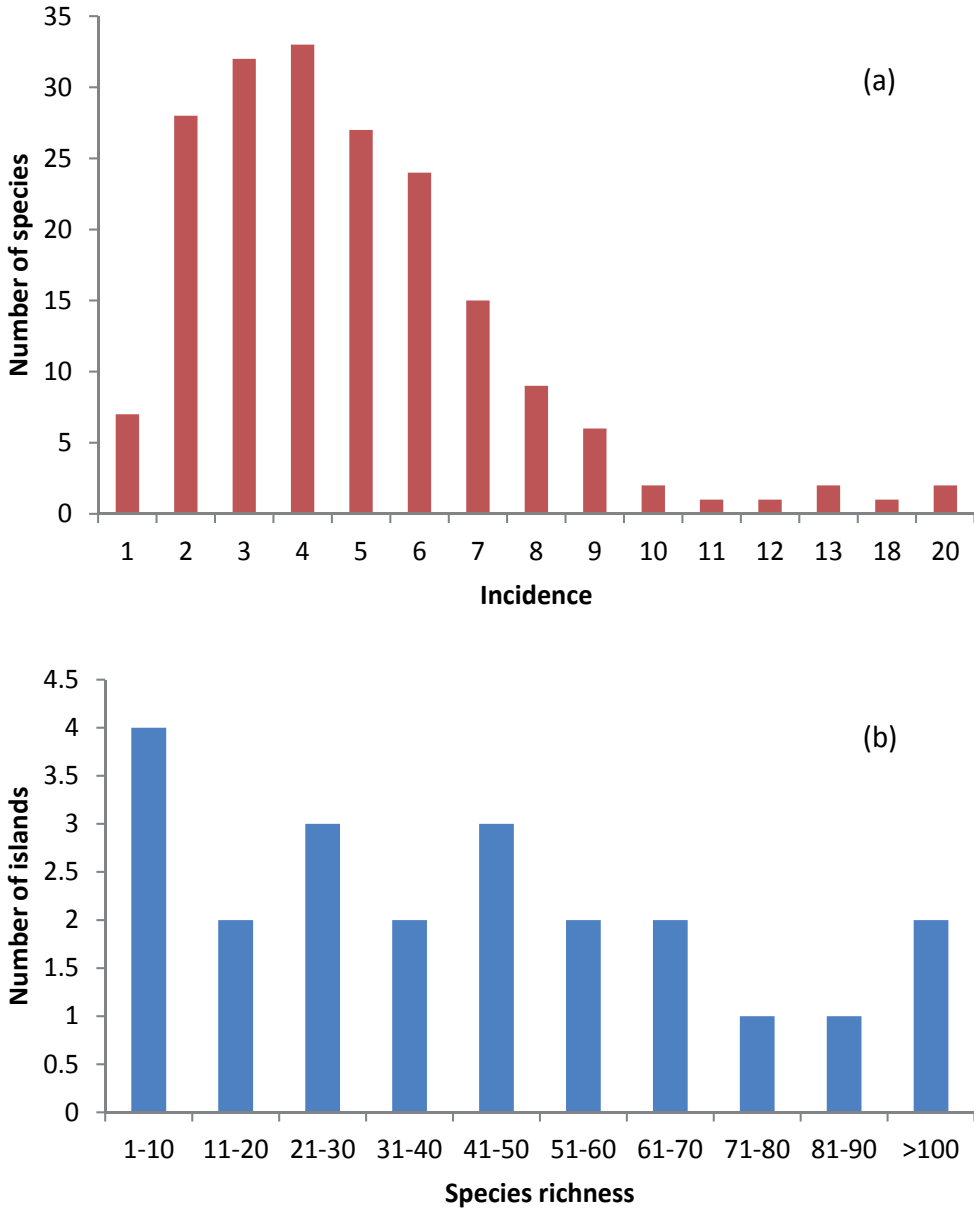 35
30
25
20
15
10
5
0
Number of species
(a)
1 2 3 4 5 6 7 8 9 10 11 12 13 18 20
Incidence
4.5
4
3.5
3
2.5
2
1.5
1
0.5
0
Number of islands
(b)
1-10 11-20 21-30 31-40 41-50 51-60 61-70 71-80 81-90 >100
Species richness